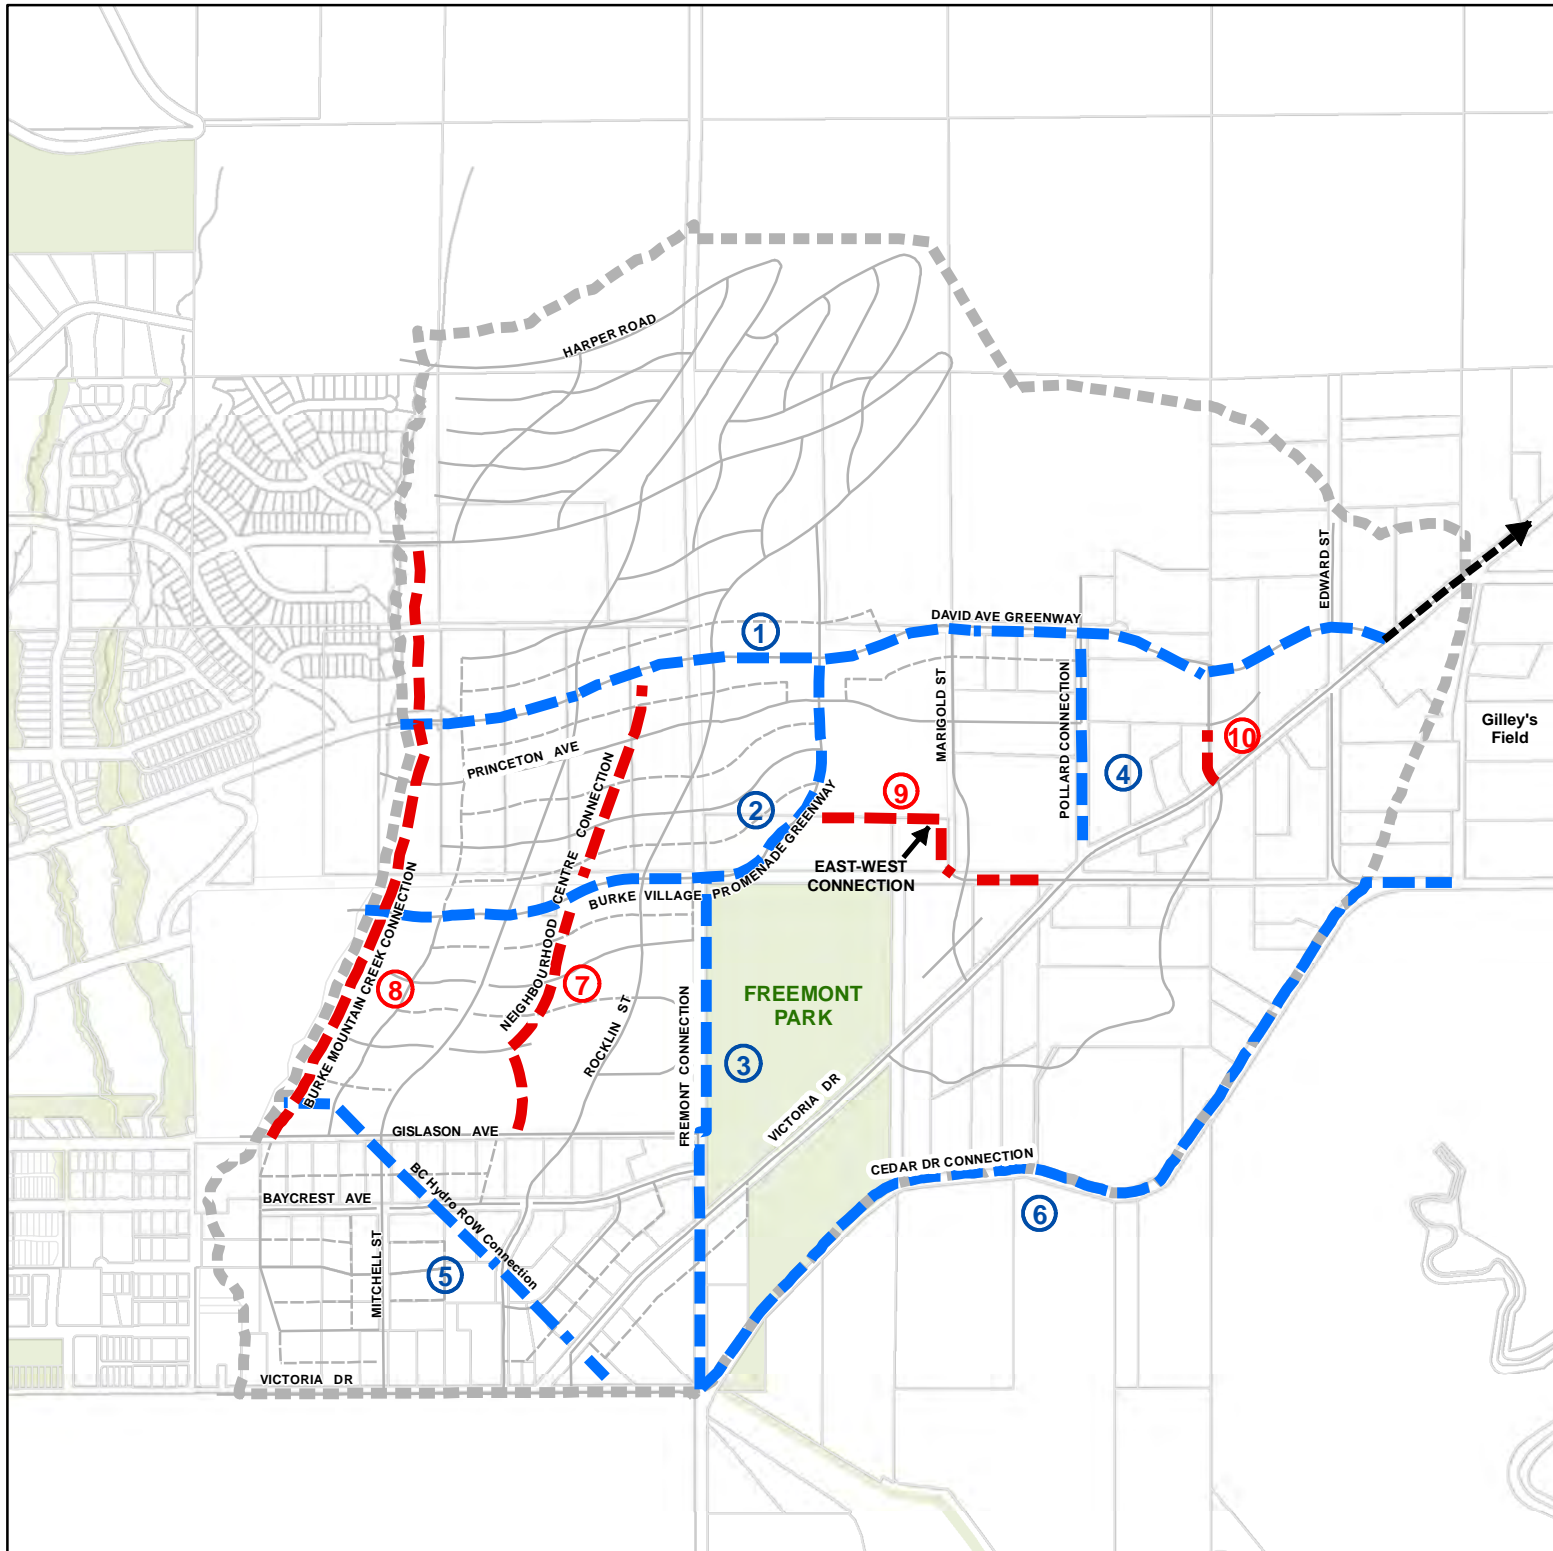 HARPER ROAD
EDWARD ST
1
DAVID AVE GREENWAY
POLLARD CONNECTION
MARIGOLD ST
Gilley's
Field
10
4
PRINCETON AVE
NEIGHBOURHOOD CENTRE CONNECTION
2
9
BURKE VILLAGE PROMENADE GREENWAY
EAST-WEST
CONNECTION
BURKE MOUNTAIN CREEK CONNECTION
8
7
ROCKLIN ST
FREMONT CONNECTION
FREEMONT
PARK
3
VICTORIA DR
GISLASON AVE
CEDAR DR CONNECTION
6
BAYCREST AVE
BC Hydro ROW Connection
MITCHELL ST
5
VICTORIA DR